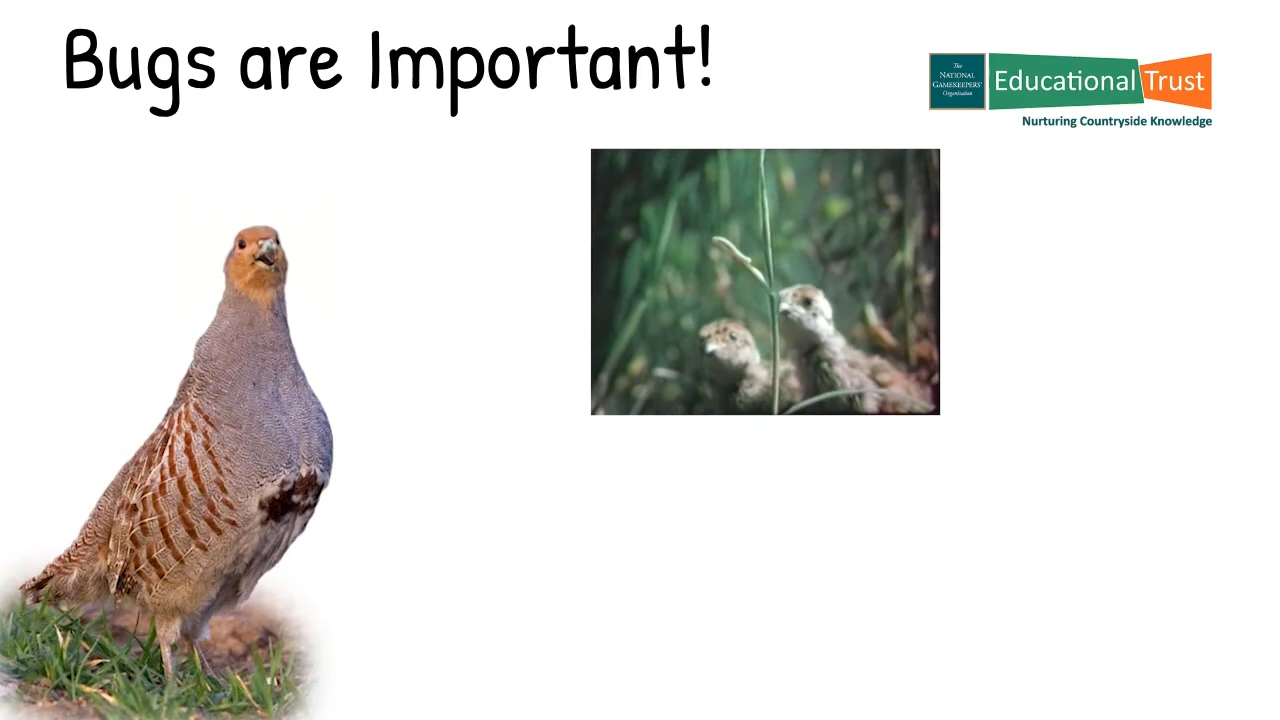 Bugs are Important!
The
NATIONAL
GAMEKEEPERS'
Organisation
Educational Trust
Nurturing Countryside Knowledge